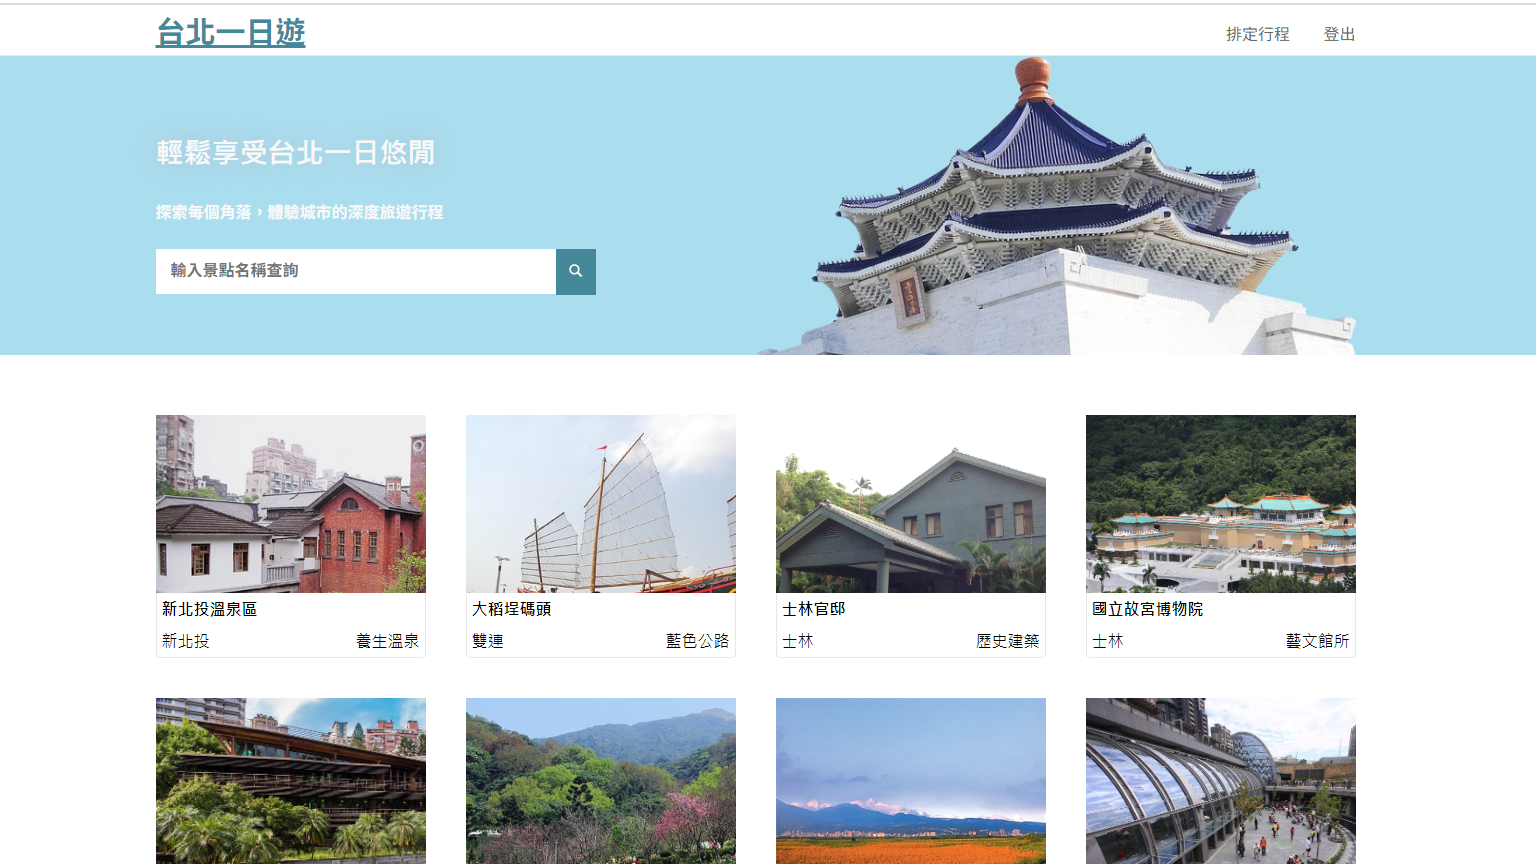 台北一日遊
排定行程
登出
輕鬆享受台北一日悠閒
探索每個角落，體驗城市的深度旅遊行程
輸入景點名稱查詢
新北投溫泉區
新北投
養生溫泉
大稻埕碼頭
雙連
藍色公路
士林官邸
士林
歷史建築
國立故宮博物院
士林
藝文館所